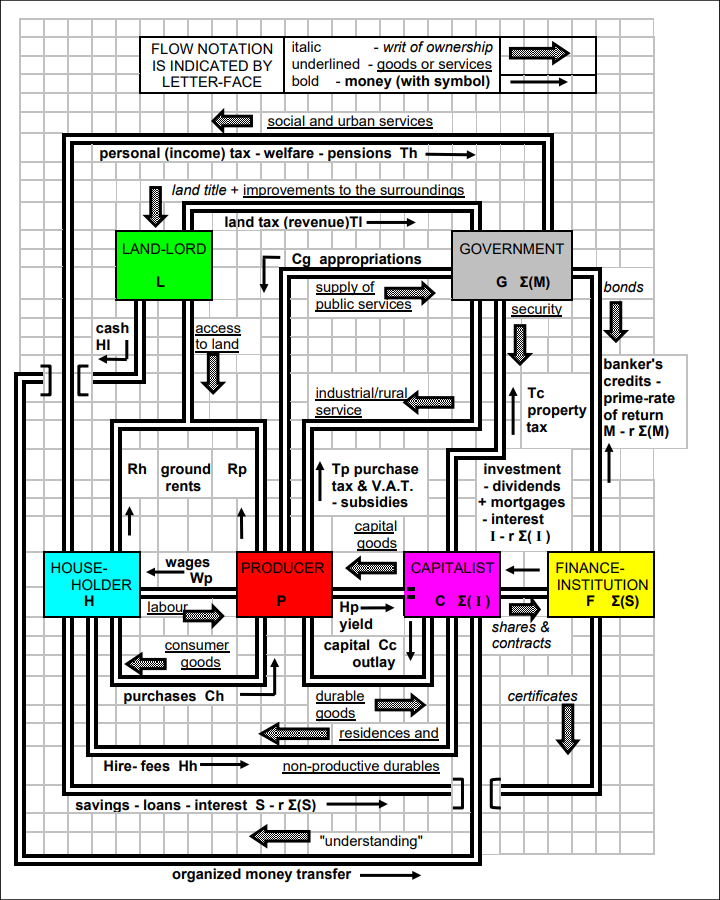 FLOW NOTATION
IS INDICATED BY
LETTER-FACE
italic - writ of ownership
underlined - goods or services
bold - money (with symbol)
social and urban services
personal (income) tax - welfare - pensions Th
land title + improvements to the surroundings
land tax (revenue)Tl
LAND-LORD
L
GOVERNMENT
G Σ(M)
Cg appropriations
supply of
public services
security
bonds
cash
Hl
access
to land
banker's
credits -
prime-rate
of return
M - r Σ(M)
industrial/rural
service
Tc
property
tax
Rh ground Rp
rents
Tp purchase
tax & V.A.T.
- subsidies
investment
- dividends
+ mortgages
- interest
I - r Σ( I )
capital
goods
HOUSE-
HOLDER
H
wages
Wp
PRODUCER
P
CAPITALIST
C Σ( I )
FINANCE-
INSTITUTION
F Σ(S)
labour
Hp
yield
shares &
contracts
consumer
goods
capital Cc
outlay
purchases Ch
durable
goods
certificates
residences and
Hire- fees Hh
non-productive durables
savings - loans - interest S - r Σ(S)
"understanding"
organized money transfer